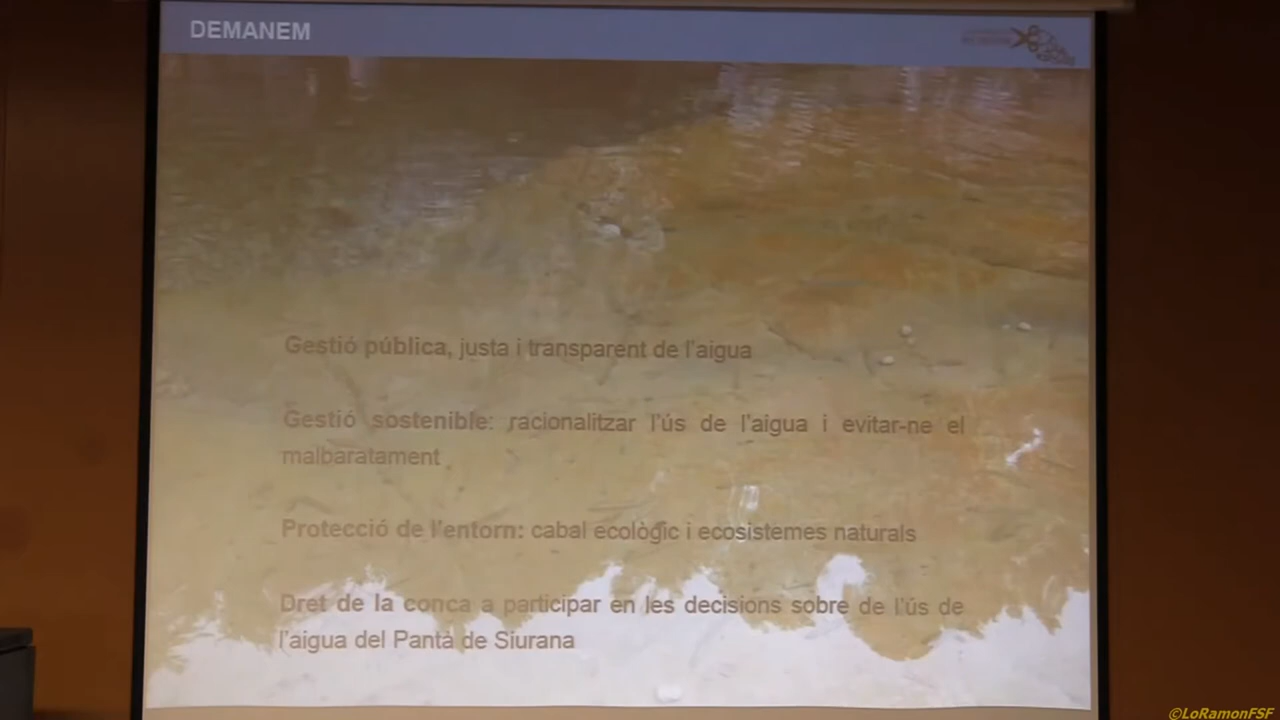 DEMANEM
Gestió pública, justa i transparent de l'aigua
Gestió sostenible: racionalitzar l'ús de l'aigua i evitar-ne el
malbaratament
Protecció de l'entorn: cabal ecològic i ecosistemes naturals
Dret de la conca a participar en les decisions sobre de l'ús de
l'aigua del Pantà de Siurana
©LoRamonFSF